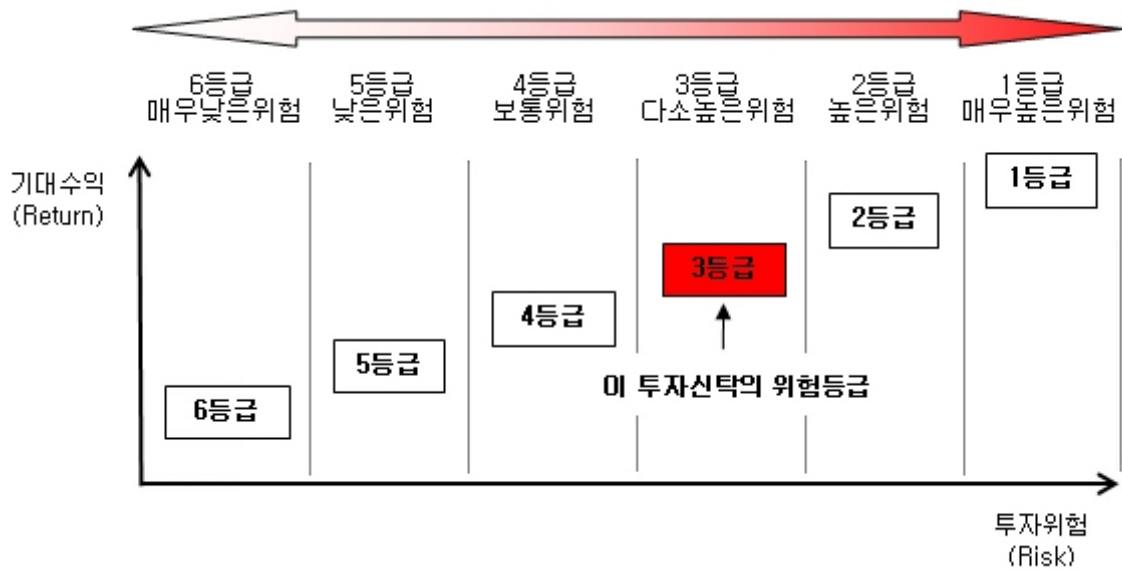 6등급 5등급 4등급 3등급 2등급 1등급
매우낮은위험 낮은위험 보통위험 다소높은위험 높은위험 매우높은위험
기대수익
(Return)
1등급
2등급
3등급
4등급
5등급
이 투자신탁의 위험등급
6등급
투자위험
(Risk)